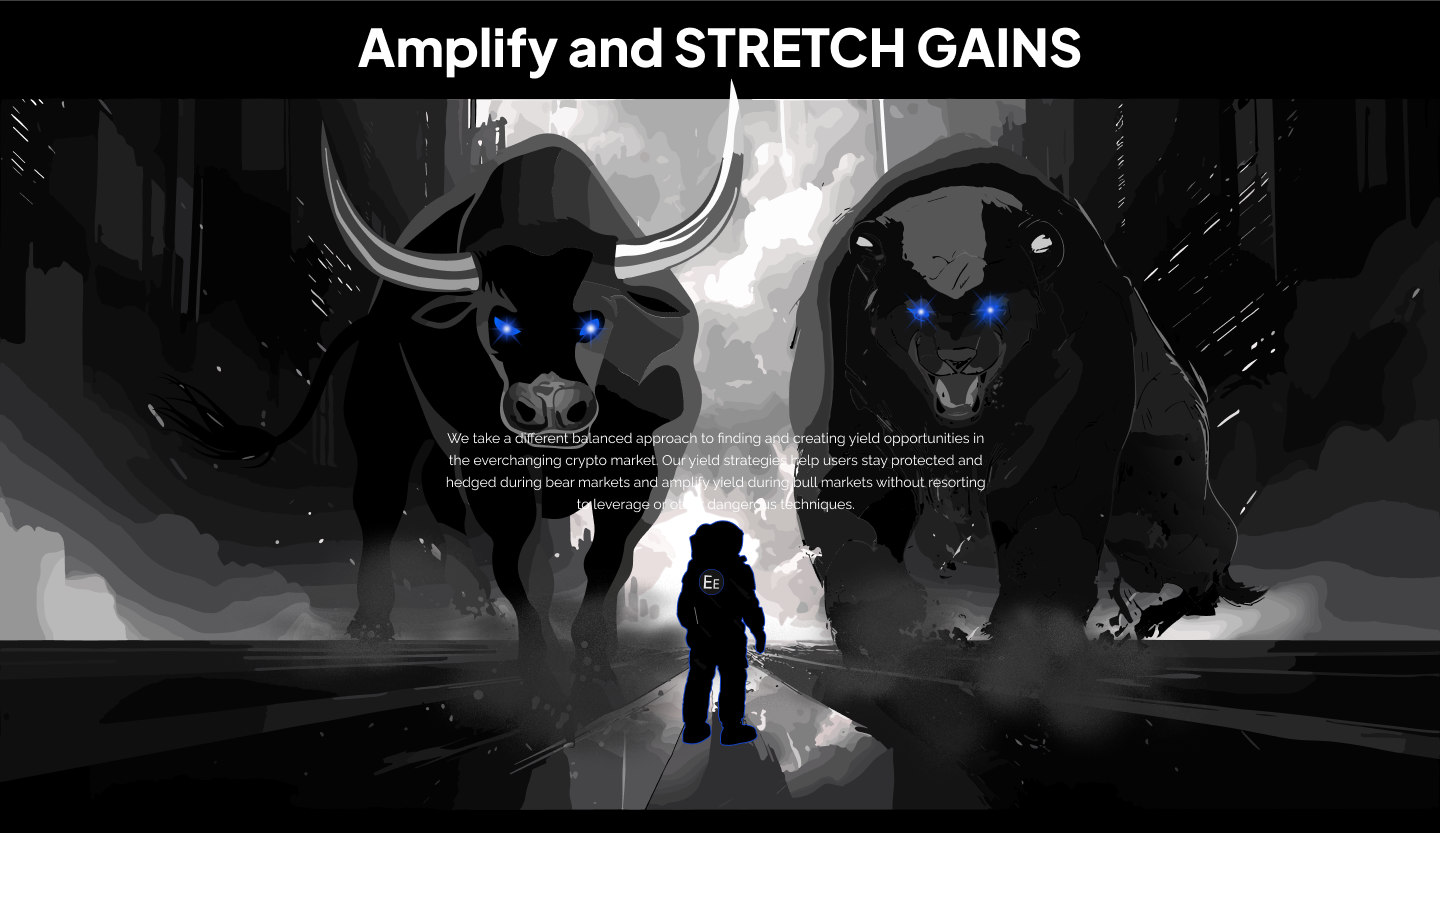 Amplify and STRETCH GAINS
We take a different balanced approach to finding and creating yield opportunities in
the everchanging crypto market. Our yield strategies help users stay protected and
hedged during bear markets and amplify yield during bull markets without resorting
to leverage or other dangerous techniques.
EE